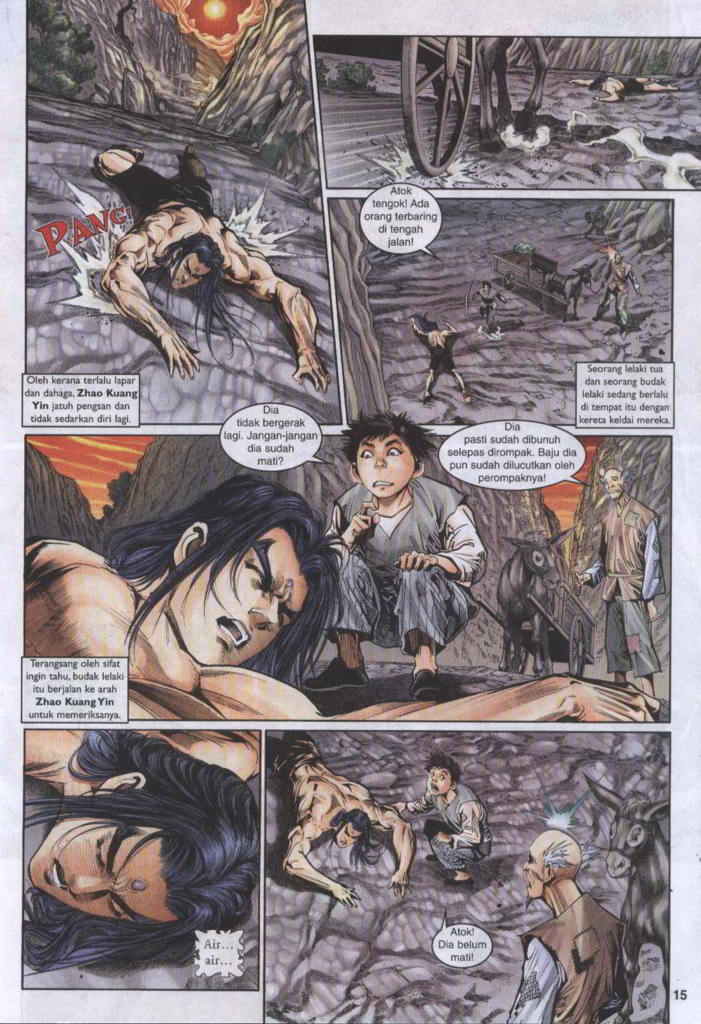 PANG!
Oleh kerana terlalu lapar
dan dahaga, Zhao Kuang
Yin jatuh pengsan dan
tidak sedarkan diri lagi.
Atok
tengok! Ada
orang terbaring
di tengah
jalan!
Seorang lelaki tua
dan seorang budak
lelaki sedang berlalu
di tempat itu dengan
kereta keldai mereka.
Dia
tidak bergerak
lagi. Jangan-jangan
dia sudah
mati?
Dia
pasti sudah dibunuh
selepas dirompak. Baju dia
pun sudah dilucutkan oleh
perompaknya!
Terangsang oleh sifat
ingin tahu, budak lelaki
itu berjalan ke arah
Zhao Kuang Yin
untuk memeriksanya.
Air...
air...
Atok!
Dia belum
mati!
15